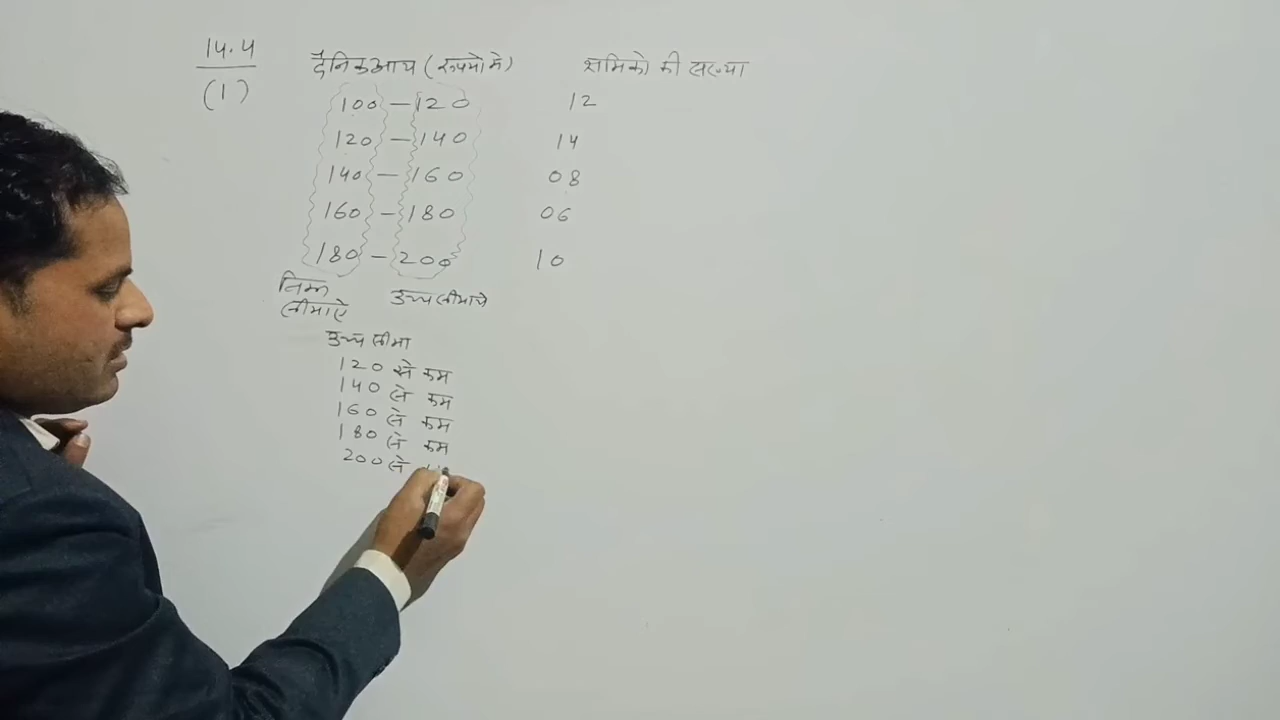 14.4 दैनिक आय (रूपयो मे) श्रमिको की सख्या
(1)
100 – 120 12
120 – 140 14
140 – 160 08
160 – 180 06
180 – 200 10
निम्न सीमाऐ उच्च सीमाये
उच्च सीमा
120 से कम
140 से कम
160 से कम
180 से कम
200 से